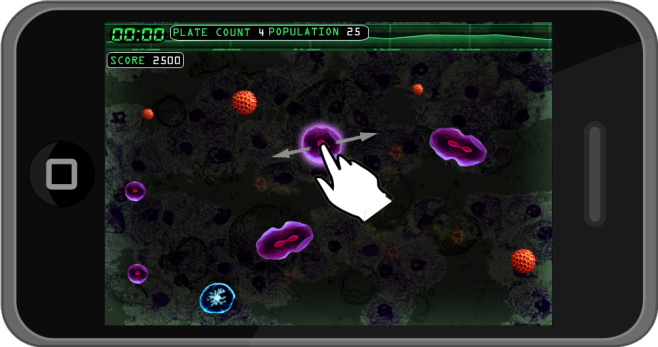 00:00 PLATE COUNT 4 POPULATION 25
SCORE 2500